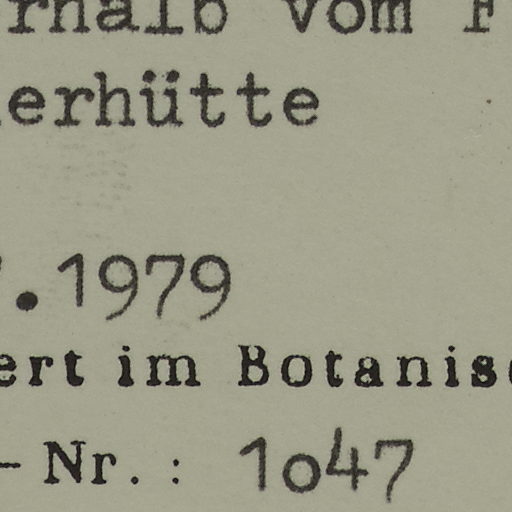 rhalb vom F
erhütte
.1979
ert im Botanis
- Nr. : 1o47